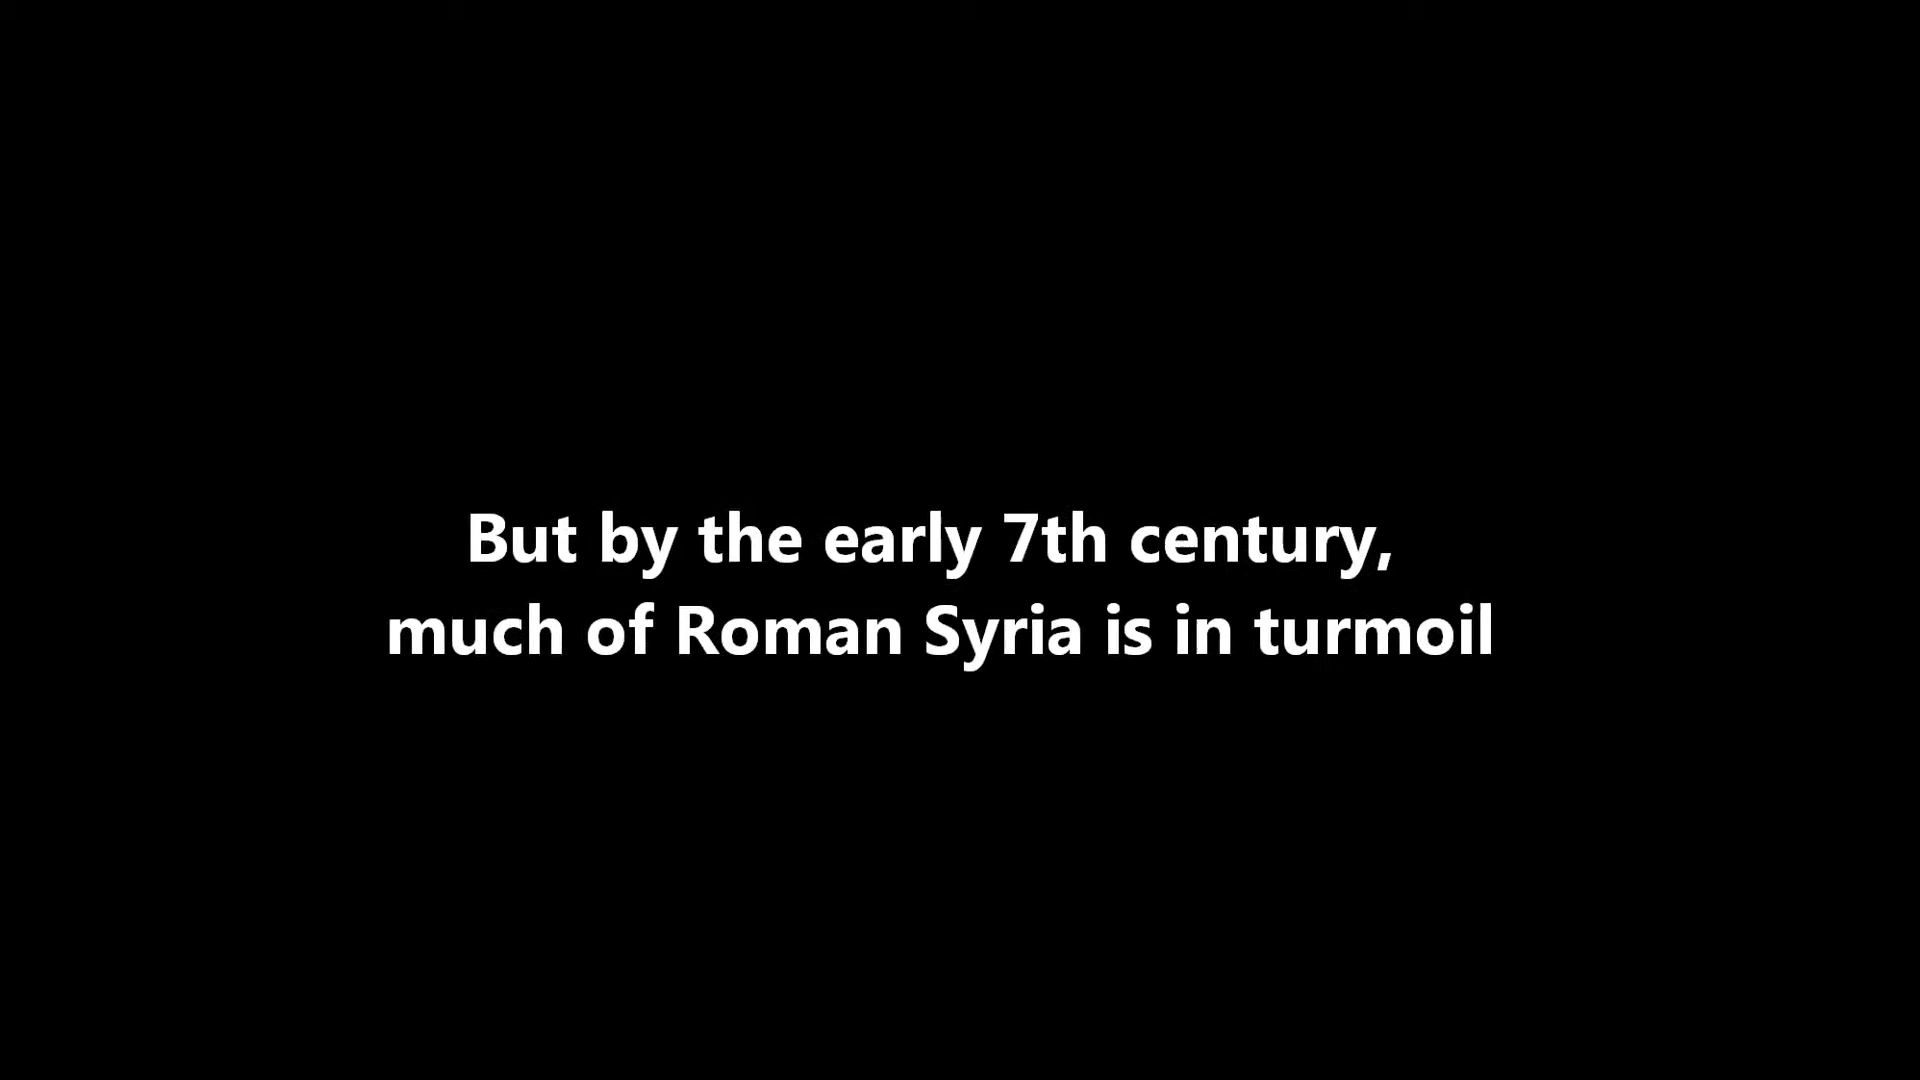 But by the early 7th century,
much of Roman Syria is in turmoil